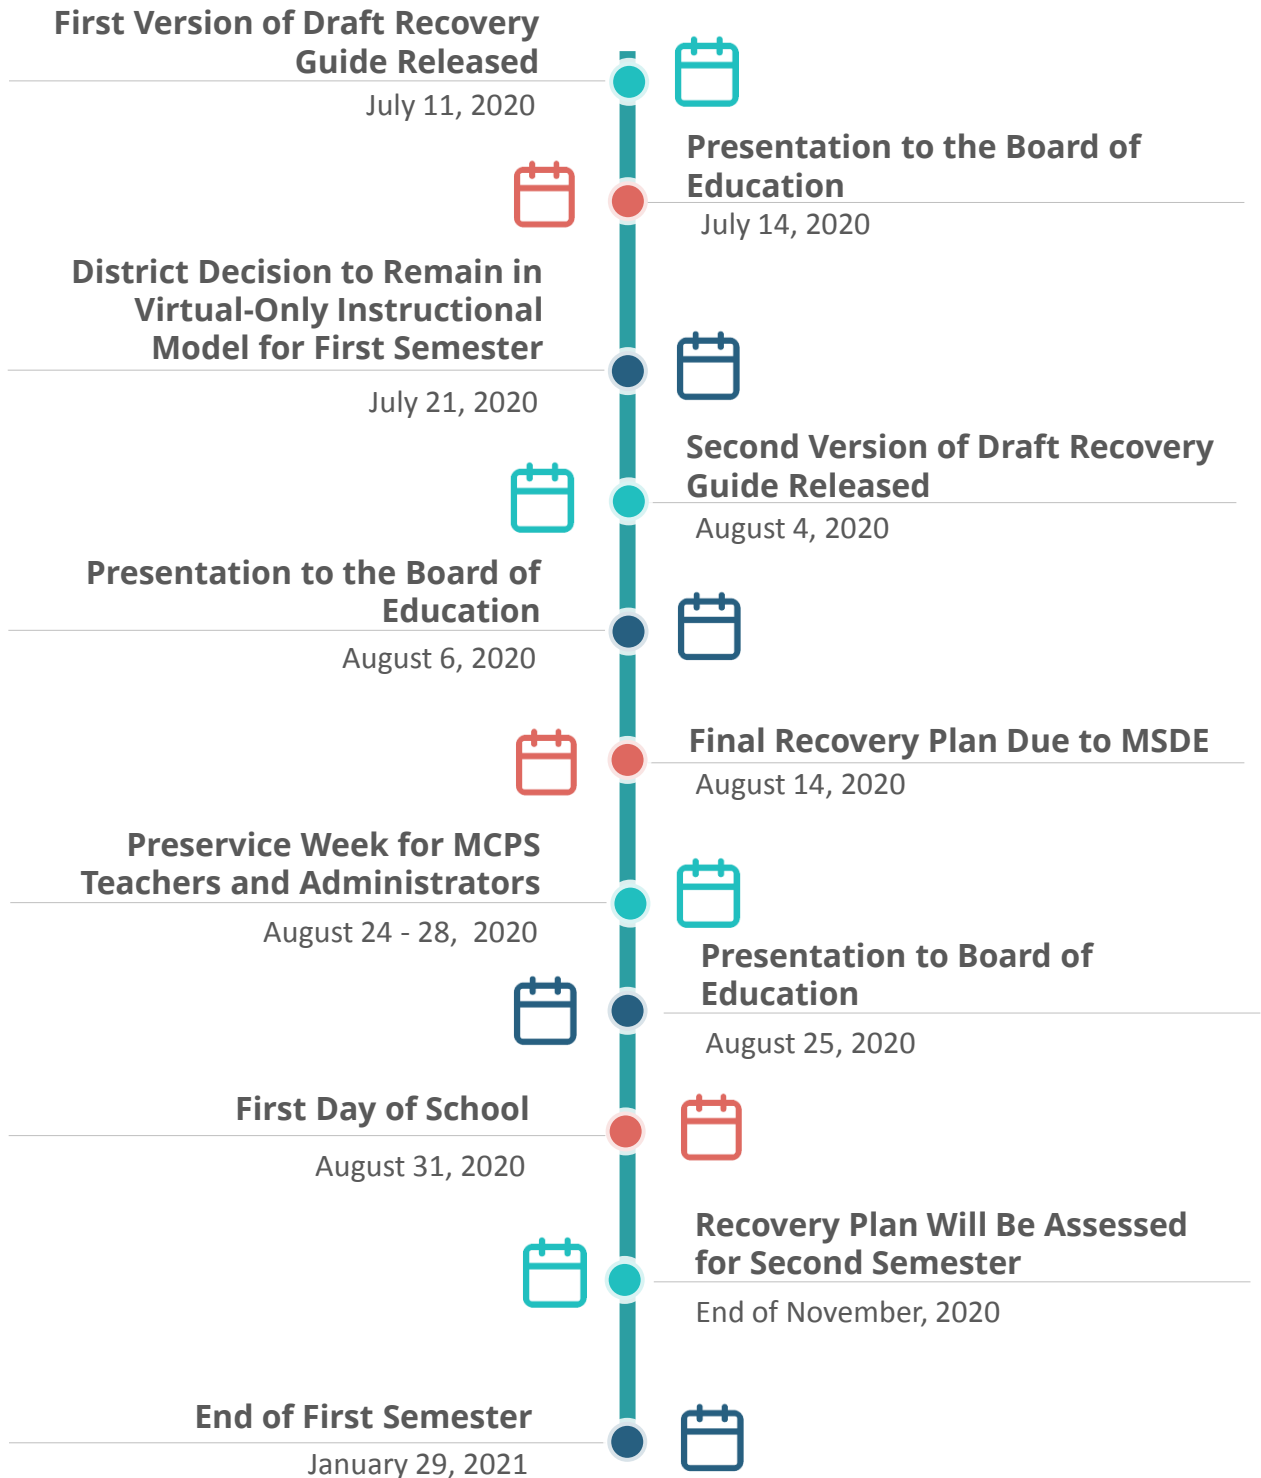 First Version of Draft Recovery
Guide Released
July 11, 2020
Presentation to the Board of
Education
July 14, 2020
District Decision to Remain in
Virtual-Only Instructional
Model for First Semester
July 21, 2020
Second Version of Draft Recovery
Guide Released
August 4, 2020
Presentation to the Board of
Education
August 6, 2020
Final Recovery Plan Due to MSDE
August 14, 2020
Preservice Week for MCPS
Teachers and Administrators
August 24 - 28,  2020
Presentation to Board of
Education
August 25, 2020
First Day of School
August 31, 2020
Recovery Plan Will Be Assessed
for Second Semester
End of November, 2020
End of First Semester
January 29, 2021